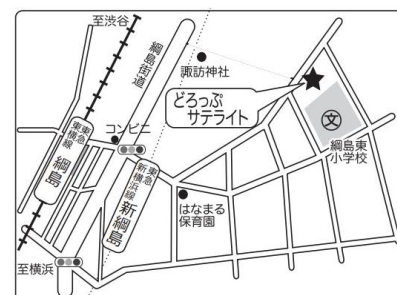 至渋谷
綱島街道
諏訪神社
どろっぷ
サテライト
文
綱島東
小学校
コンビニ
東急
東横線
綱島
東急
新横浜線
新綱島
はなまる
保育園
至横浜